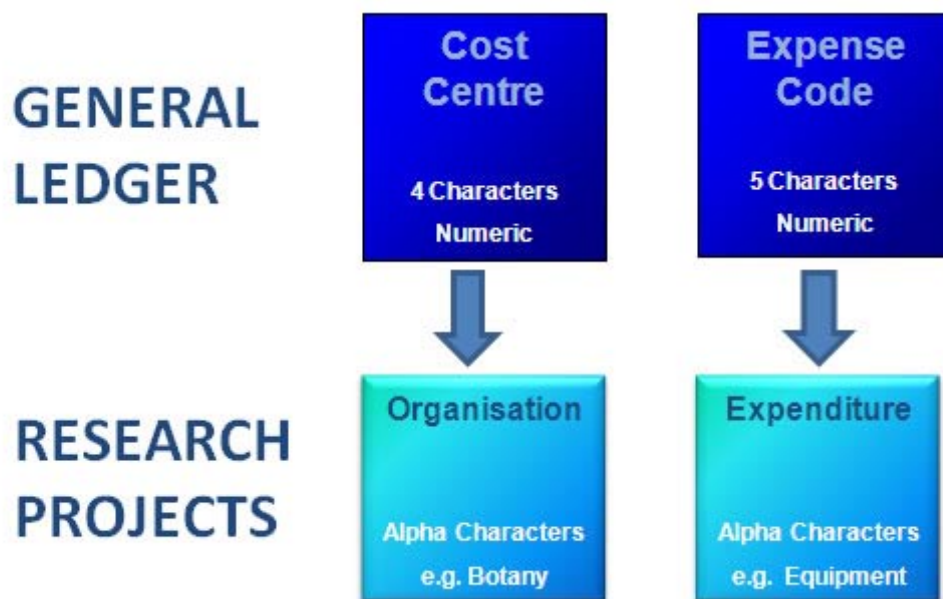 GENERAL
LEDGER
Cost
Centre
4 Characters
Numeric
Expense
Code
5 Characters
Numeric
RESEARCH
PROJECTS
Organisation
Alpha Characters
e.g. Botany
Expenditure
Alpha Characters
e.g. Equipment